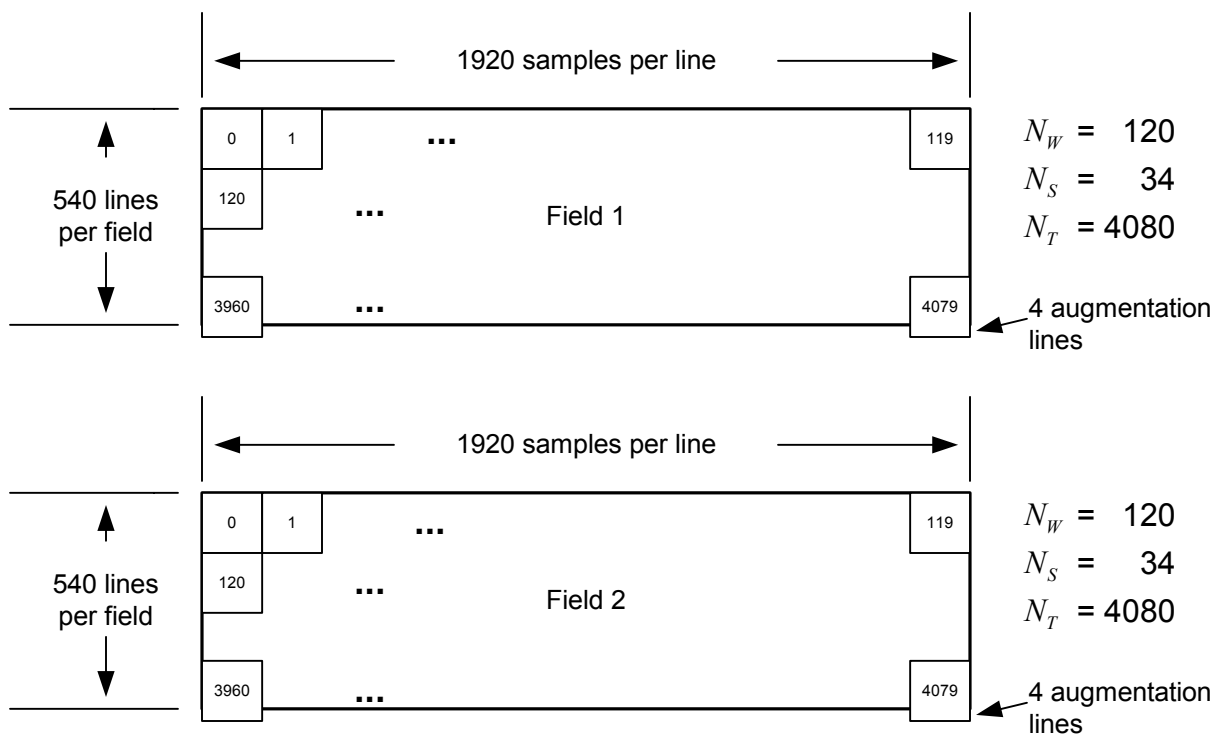 1920 samples per line
0 1 ... 119
N_W = 120
540 lines
per field
120 ... Field 1
N_S = 34
N_T = 4080
3960 ... 4079
4 augmentation
lines
1920 samples per line
0 1 ... 119
N_W = 120
540 lines
per field
120 ... Field 2
N_S = 34
N_T = 4080
3960 ... 4079
4 augmentation
lines